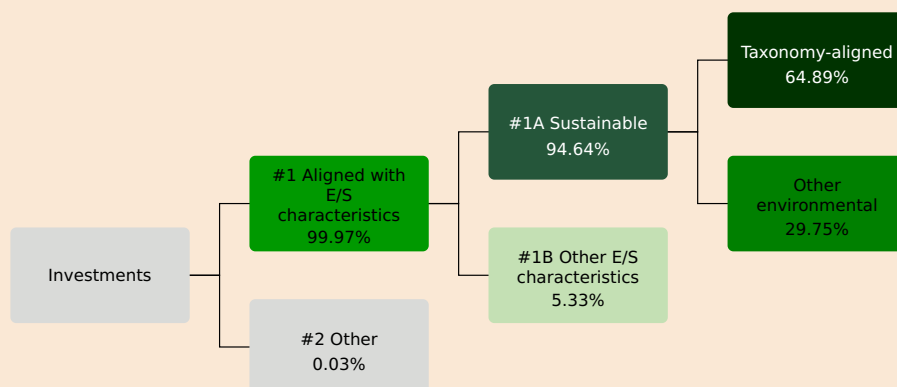 Investments
#1 Aligned with
E/S
characteristics
99.97%
#2 Other
0.03%
#1A Sustainable
94.64%
#1B Other E/S
characteristics
5.33%
Taxonomy-aligned
64.89%
Other
environmental
29.75%